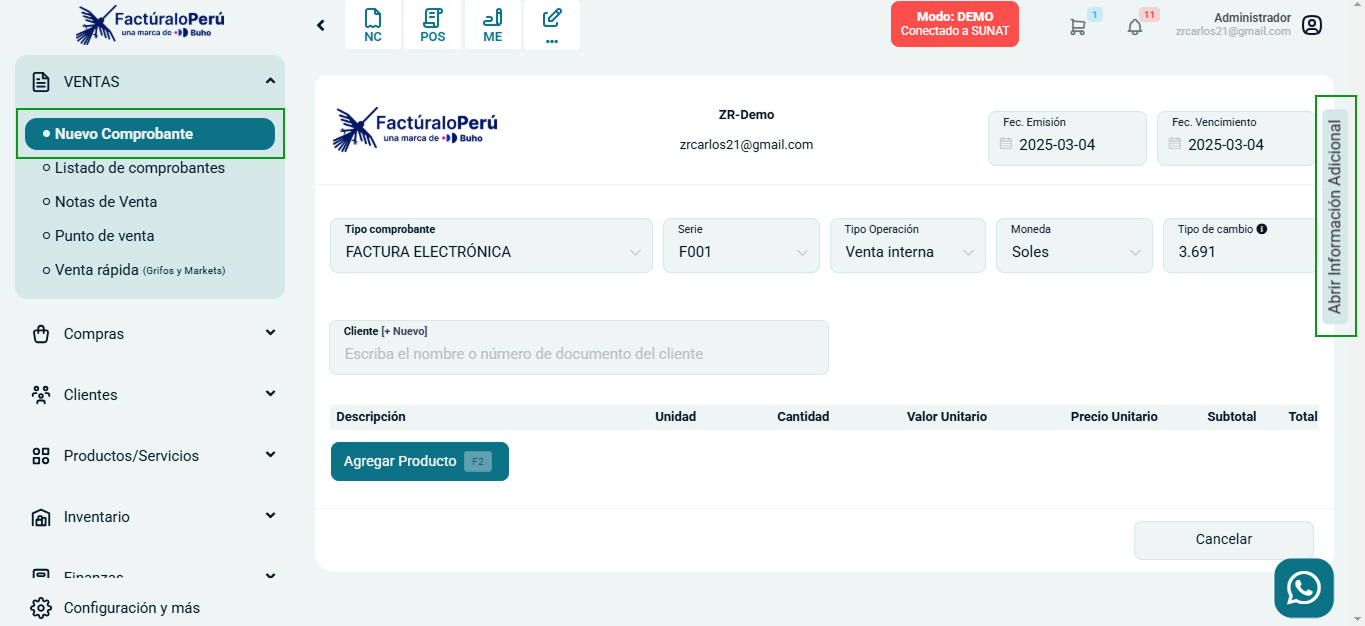 FactúraloPerú
una marca de Buho
NC
POS
ME
...
Modo: DEMO
Conectado a SUNAT
1
11
Administrador
zrcarlos21@gmail.com
VENTAS
Nuevo Comprobante
Listado de comprobantes
Notas de Venta
Punto de venta
Venta rápida (Grifos y Markets)
Compras
Clientes
Productos/Servicios
Inventario
Finanzas
Configuración y más
FactúraloPerú
una marca de Buho
ZR-Demo
zrcarlos21@gmail.com
Fec. Emisión
2025-03-04
Fec. Vencimiento
2025-03-04
Abrir Información Adicional
Tipo comprobante
FACTURA ELECTRÓNICA
Serie
F001
Tipo Operación
Venta interna
Moneda
Soles
Tipo de cambio
3.691
Cliente [+ Nuevo]
Escriba el nombre o número de documento del cliente
Descripción Unidad Cantidad Valor Unitario Precio Unitario Subtotal Total
Agregar Producto F2
Cancelar